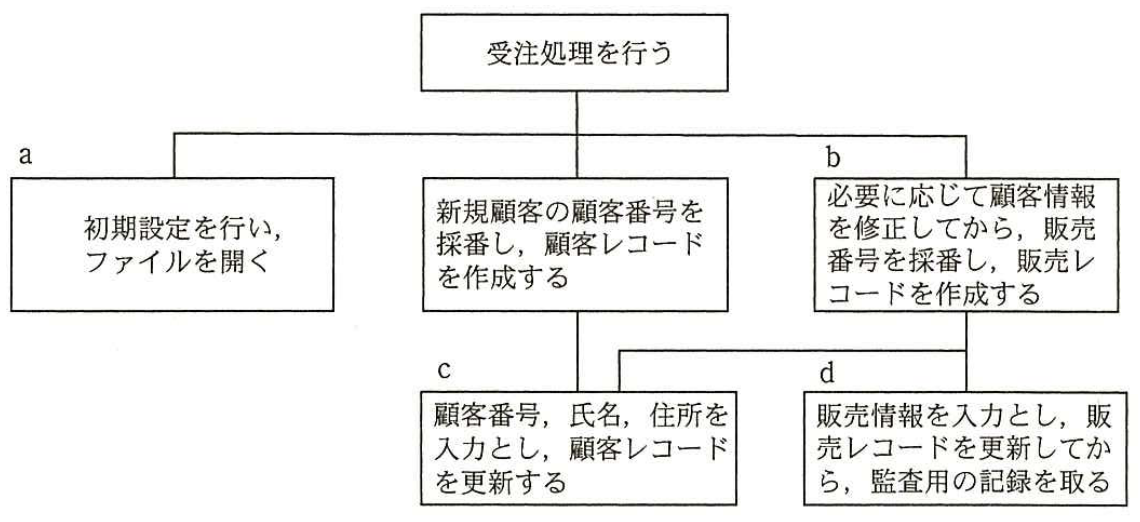 受注処理を行う
a
初期設定を行い，
ファイルを開く
新規顧客の顧客番号を
採番し，顧客レコード
を作成する
b
必要に応じて顧客情報
を修正してから，販売
番号を採番し，販売レ
コードを作成する
c
顧客番号，氏名，住所を
入力とし，顧客レコード
を更新する
d
販売情報を入力とし，販
売レコードを更新してか
ら，監査用の記録を取る